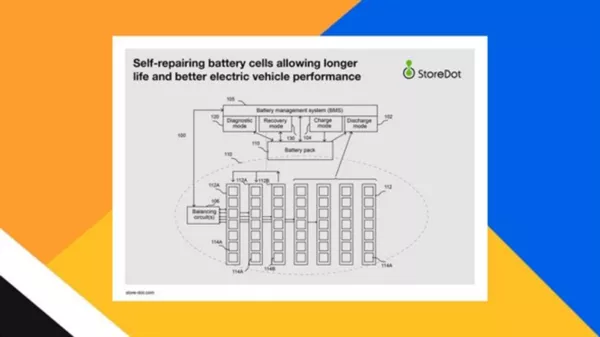 Self-repairing battery cells allowing longer
life and better electric vehicle performance
StoreDot
105
Battery management system (BMS)
120
Diagnostic
mode
Recovery
mode
Charge
mode
Discharge
mode
102
130
104
110
Battery pack
100
110
112A
112A
112B
112
106
Balancing
circuit(s)
114A
114A
114B
114A
store-dot.com